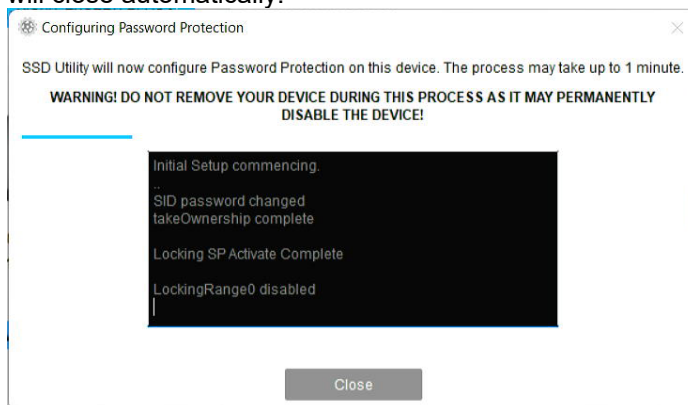 will close automatically.
Configuring Password Protection
SSD Utility will now configure Password Protection on this device. The process may take up to 1 minute.
WARNING! DO NOT REMOVE YOUR DEVICE DURING THIS PROCESS AS IT MAY PERMANENTLY
DISABLE THE DEVICE!
Initial Setup commencing.
..
SID password changed
takeOwnership complete
Locking SP Activate Complete
LockingRange0 disabled
Close